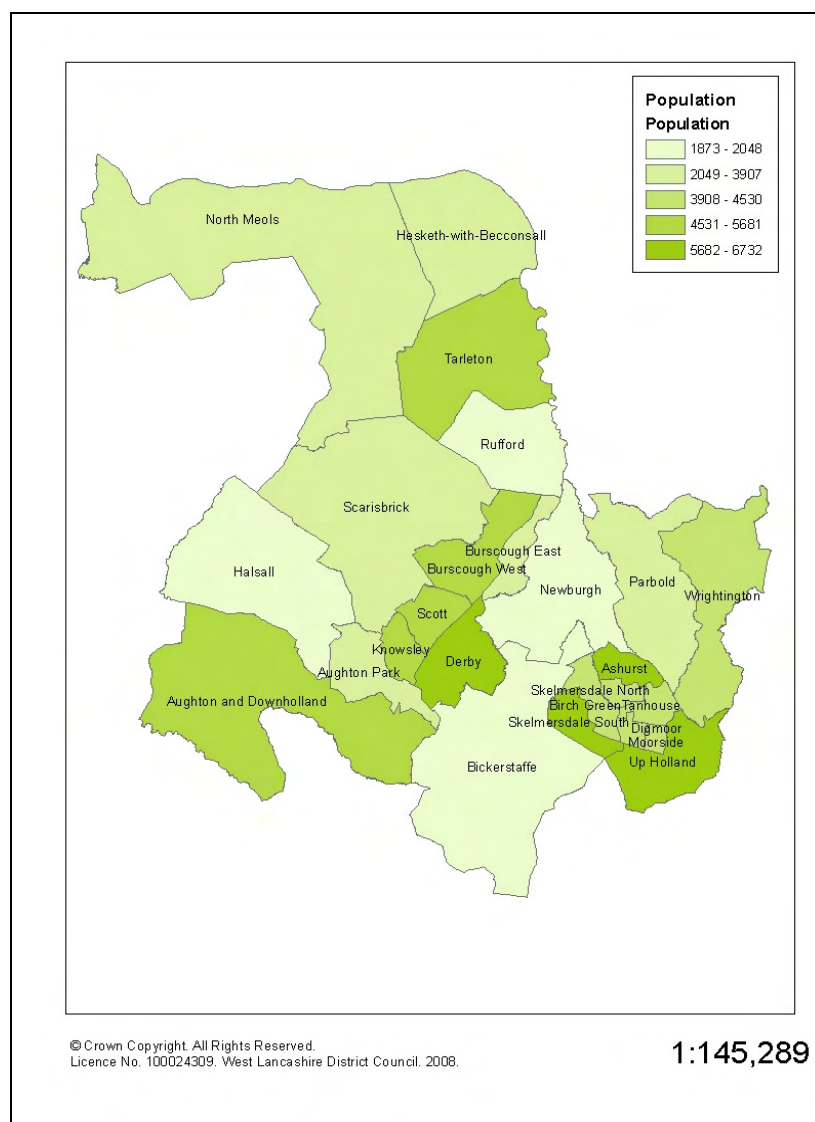 Population
Population
1873 - 2048
2049 - 3907
3908 - 4530
4531 - 5681
5682 - 6732
North Meols
Hesketh-with-Becconsall
Tarleton
Rufford
Scarisbrick
Burscough East
Burscough West
Halsall
Newburgh
Parbold
Wrightington
Scott
Knowsley
Derby
Ashurst
Aughton Park
Skelmersdale North
Aughton and Downholland
Birch Green
Tanhouse
Skelmersdale South
Digmoor
Moorside
Bickerstaffe
Up Holland
© Crown Copyright. All Rights Reserved.
Licence No. 100024309. West Lancashire District Council. 2008.
1:145,289